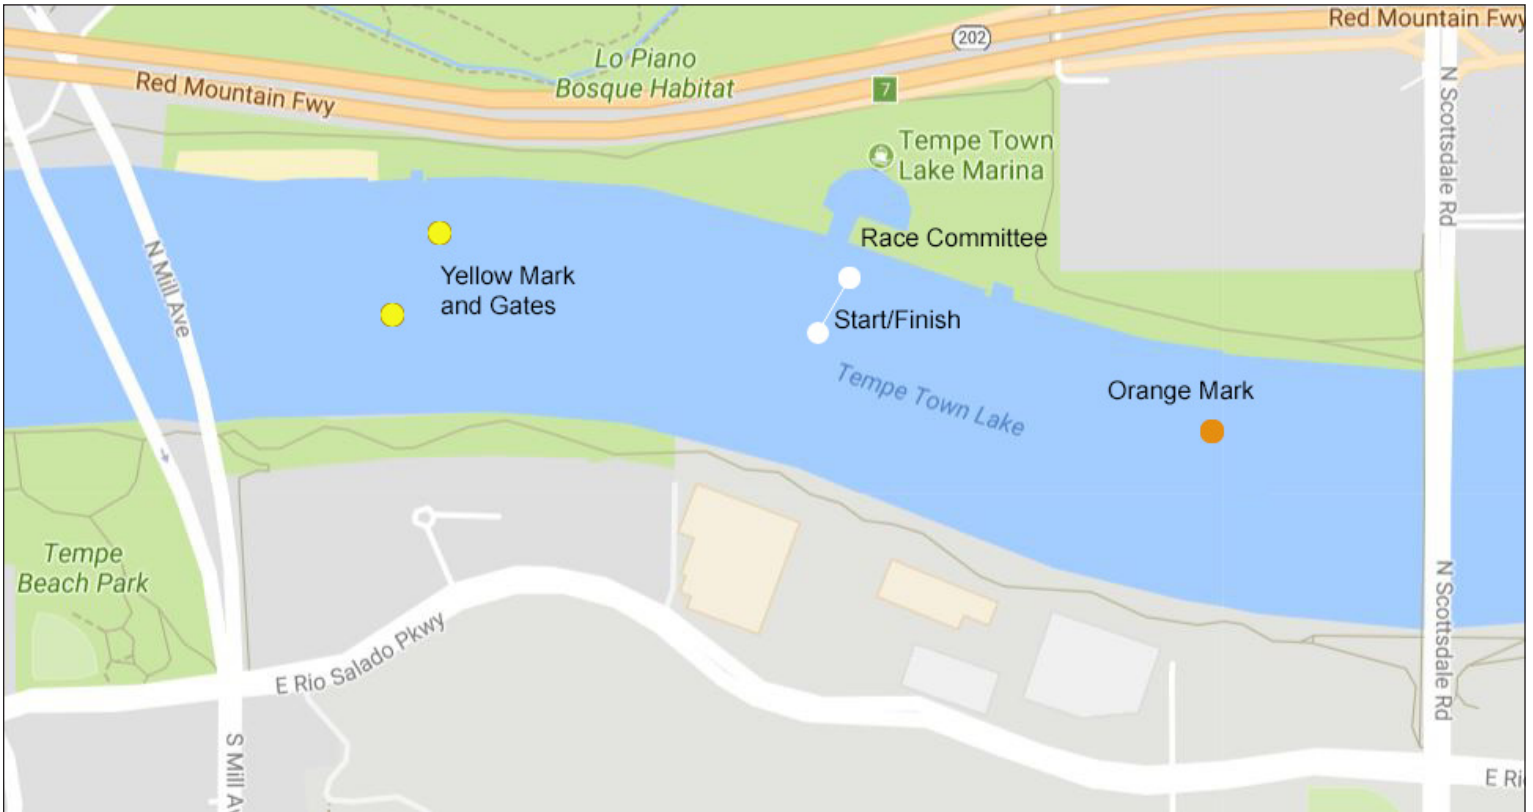 Red Mountain Fwy
202
Lo Piano
Bosque Habitat
Red Mountain Fwy
7
N Scottsdale Rd
Tempe Town
Lake Marina
Race Committee
N Mill Ave
Yellow Mark
and Gates
Start/Finish
Tempe Town Lake
Orange Mark
Tempe
Beach Park
N Scottsdale Rd
E Rio Salado Pkwy
S Mill A
E Ri